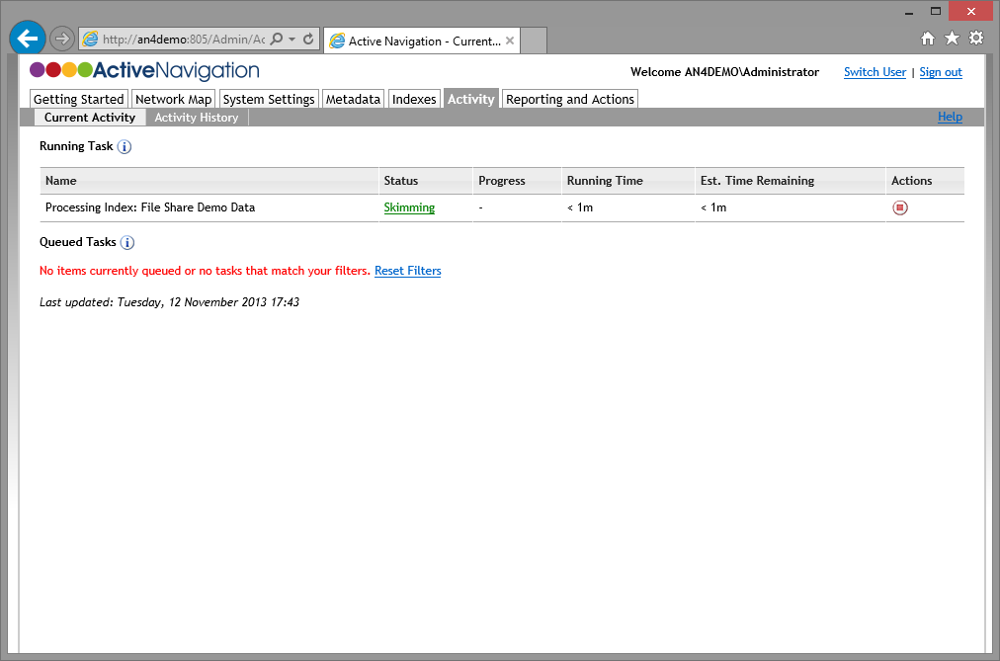 http://an4demo:805/Admin/Ac
Active Navigation - Current...
ActiveNavigation
Welcome AN4DEMO\Administrator
Switch User | Sign out
Getting Started
Network Map
System Settings
Metadata
Indexes
Activity
Reporting and Actions
Current Activity
Activity History
Help
Running Task
Name Status Progress Running Time Est. Time Remaining Actions
Processing Index: File Share Demo Data Skimming - < 1m < 1m
Queued Tasks
No items currently queued or no tasks that match your filters. Reset Filters
Last updated: Tuesday, 12 November 2013 17:43